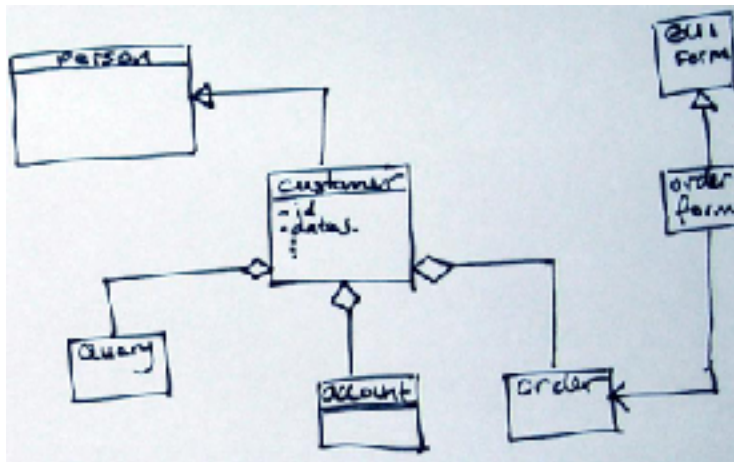 person
GUI
Form
customer
- id
- dates.
order
form
Query
account
order